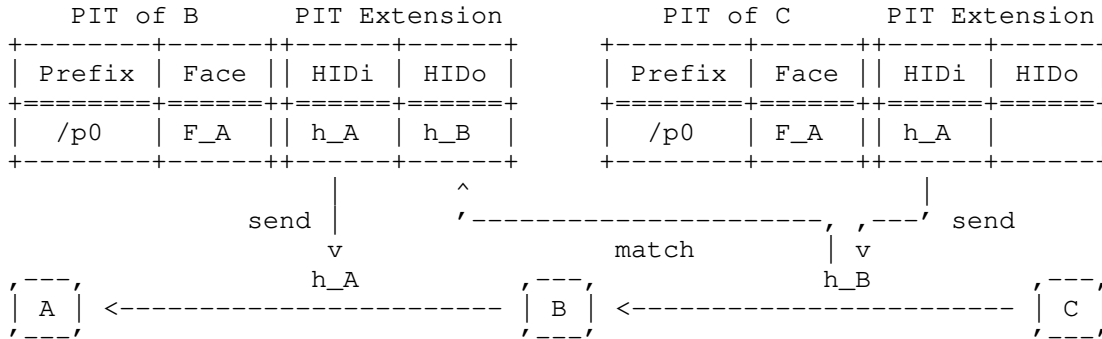 PIT of B PIT Extension PIT of C PIT Extension
+--------+------++------+------+ +--------+------++------+------
| Prefix | Face || HIDi | HIDo | | Prefix | Face || HIDi | HIDo
+========+======++======+======+ +========+======++======+======
| /p0 | F_A || h_A | h_B | | /p0 | F_A || h_A |
+--------+------++------+------+ +--------+------++------+------
| ^ |
send | '----------------------, ,---' send
v match | v
,---, h_A ,---, h_B ,---,
| A | <------------------------ | B | <------------------------ | C |
'---' '---' '---'